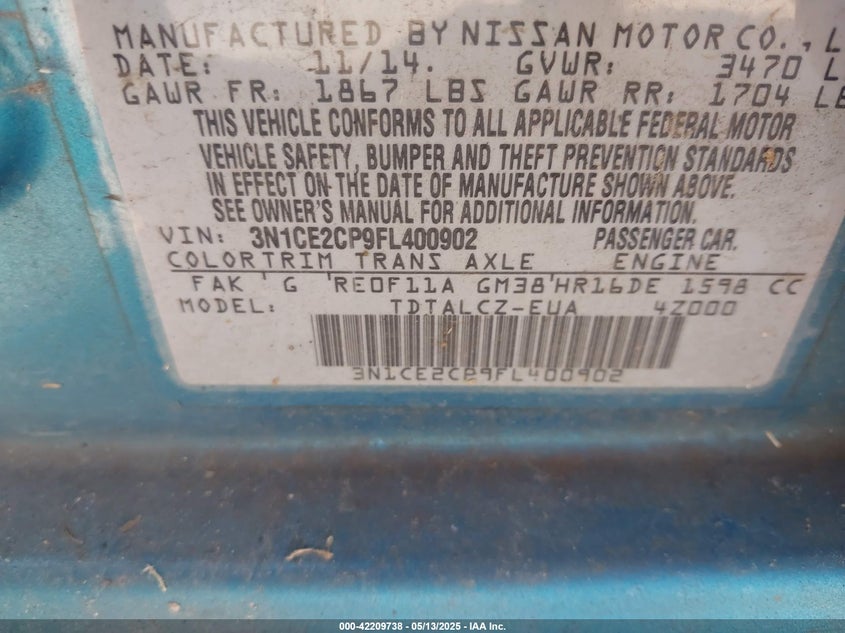 MANUFACTURED BY NISSAN MOTOR CO., L
DATE: 11/14. GVWR: 3470 L
GAWR FR: 1867 LBS GAWR RR: 1704 LB
THIS VEHICLE CONFORMS TO ALL APPLICABLE FEDERAL MOTOR
VEHICLE SAFETY, BUMPER AND THEFT PREVENTION STANDARDS
IN EFFECT ON THE DATE OF MANUFACTURE SHOWN ABOVE.
SEE OWNER'S MANUAL FOR ADDITIONAL INFORMATION.
VIN: 3N1CE2CP9FL400902 PASSENGER CAR.
COLORTRIM TRANS AXLE ENGINE
FAK ' G 'RE0F11A GM38'HR16DE 1598 CC
MODEL: TDTALCZ-EUA 4Z000
3N1CE2CP9FL400902
000-42209738 - 05/13/2025 - IAA Inc.